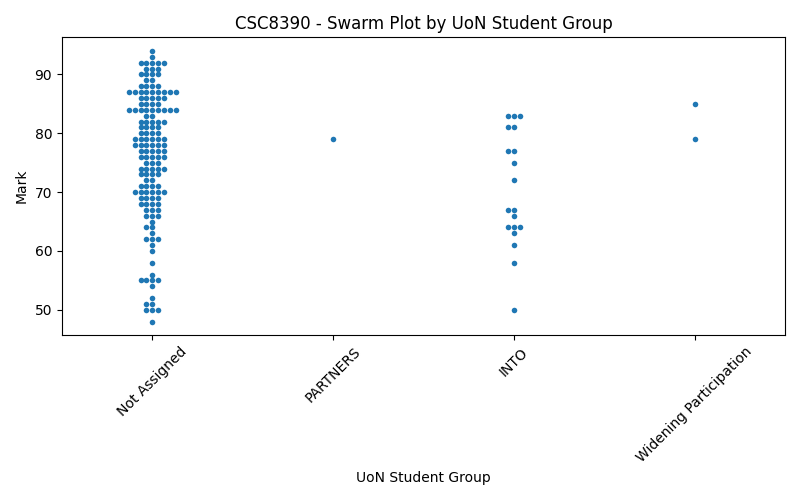 CSC8390 - Swarm Plot by UoN Student Group
Mark
90
80
70
60
50
Not Assigned
PARTNERS
INTO
Widening Participation
UoN Student Group